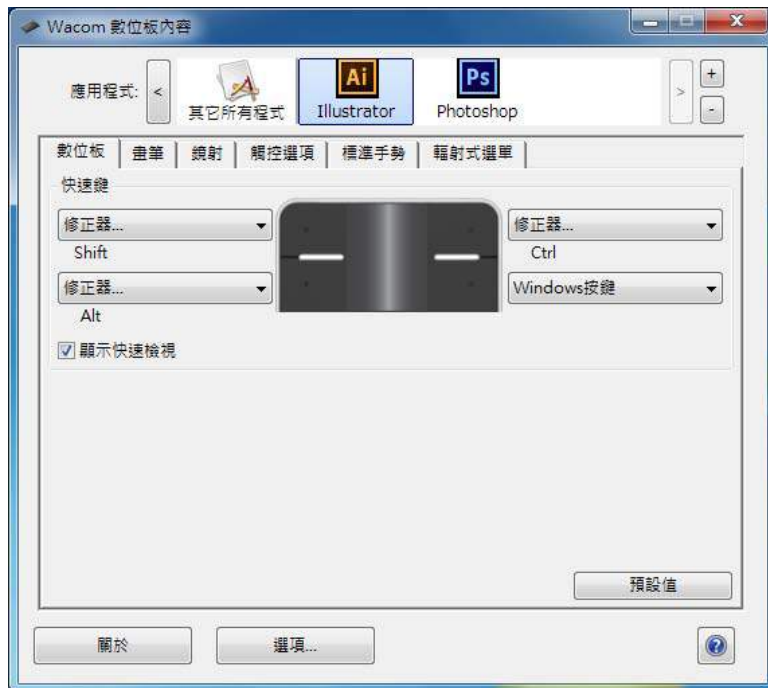 Wacom 數位板內容
應用程式:
<
其它所有程式
Ai
Illustrator
Ps
Photoshop
>
+
-
數位板
畫筆
鏡射
觸控選項
標準手勢
輻射式選單
快速鍵
修正器...
Shift
修正器...
Ctrl
修正器...
Alt
Windows按鍵
顯示快速檢視
預設值
關於
選項...
?